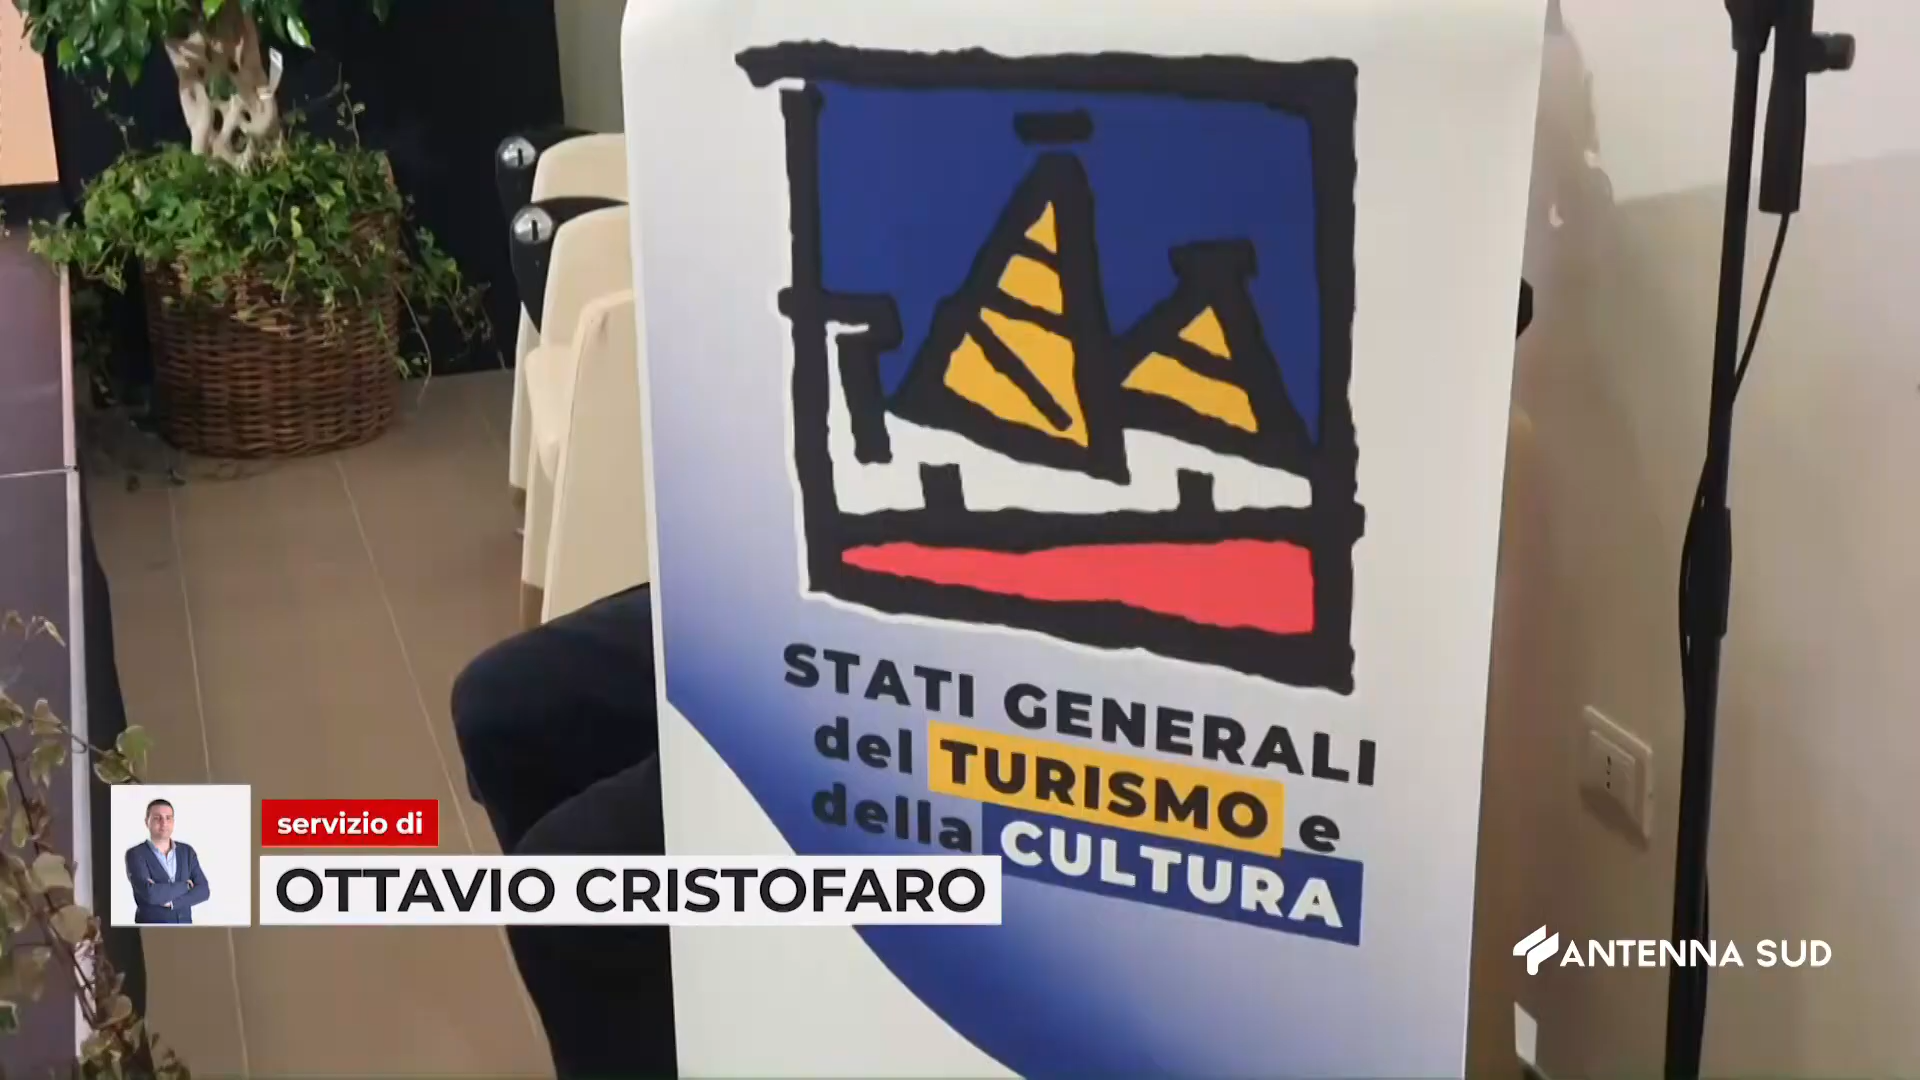 STATI GENERALI
del TURISMO e
della CULTURA
servizio di
OTTAVIO CRISTOFARO
ANTENNA SUD